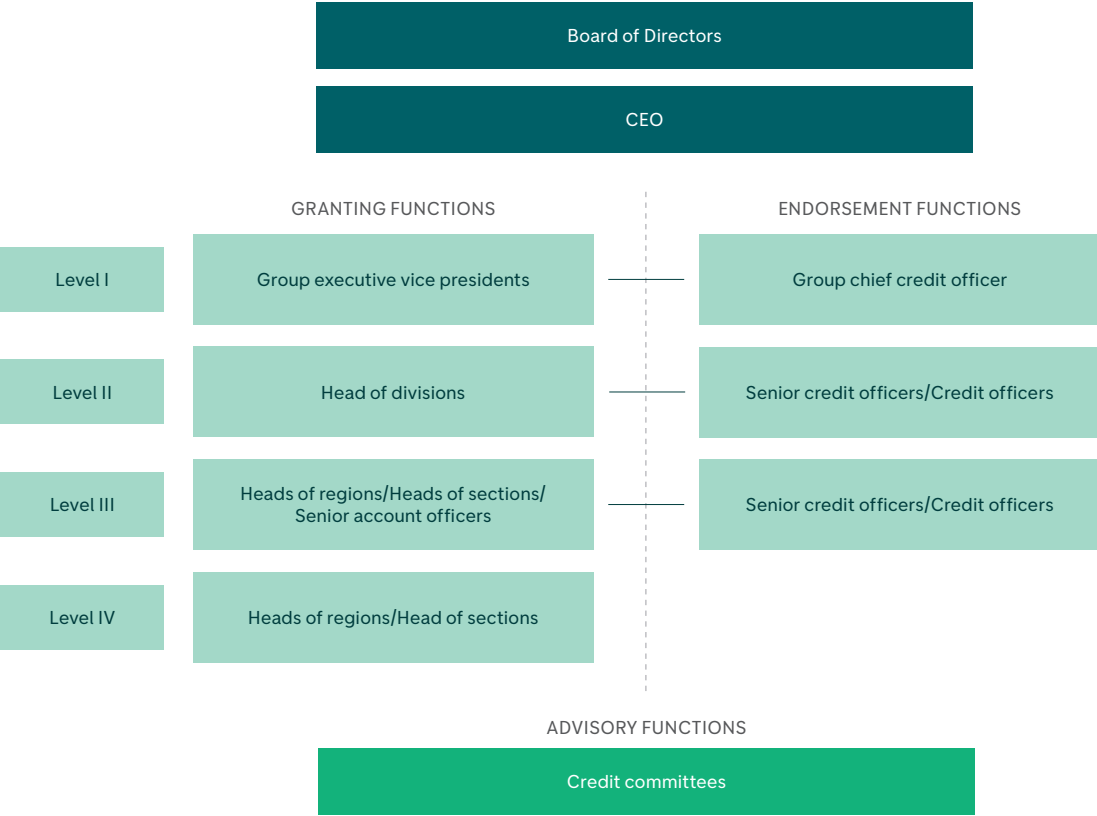 Board of Directors
CEO
GRANTING FUNCTIONS
ENDORSEMENT FUNCTIONS
Level I
Group executive vice presidents
Group chief credit officer
Level II
Head of divisions
Senior credit officers/Credit officers
Level III
Heads of regions/Heads of sections/
Senior account officers
Senior credit officers/Credit officers
Level IV
Heads of regions/Head of sections
ADVISORY FUNCTIONS
Credit committees